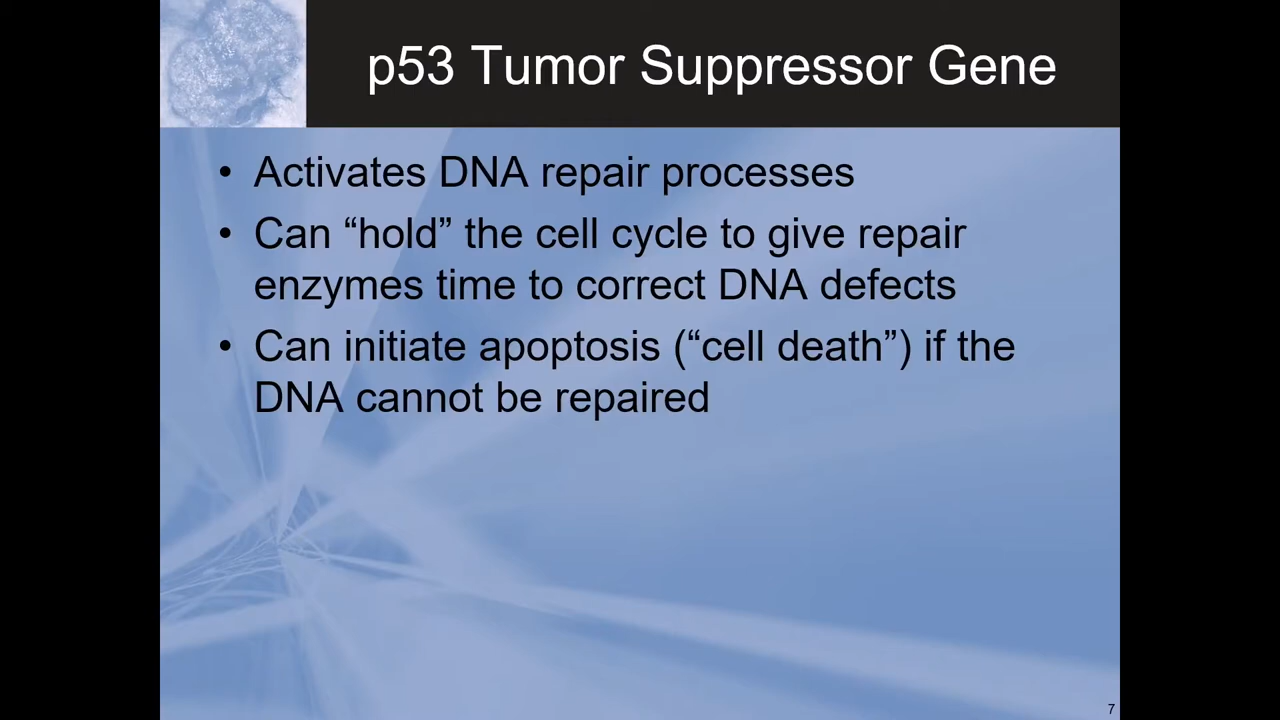 p53 Tumor Suppressor Gene
• Activates DNA repair processes
• Can “hold” the cell cycle to give repair
enzymes time to correct DNA defects
• Can initiate apoptosis (“cell death”) if the
DNA cannot be repaired
7